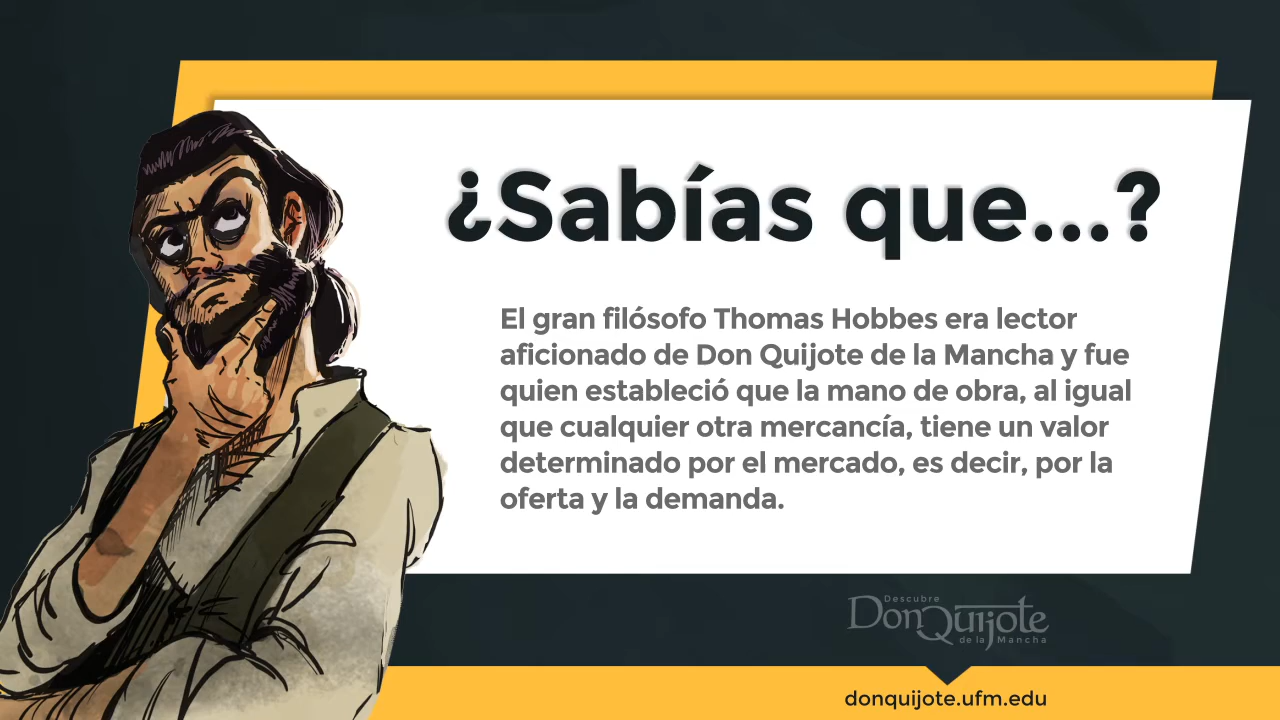 ¿Sabías que...?
El gran filósofo Thomas Hobbes era lector
aficionado de Don Quijote de la Mancha y fue
quien estableció que la mano de obra, al igual
que cualquier otra mercancía, tiene un valor
determinado por el mercado, es decir, por la
oferta y la demanda.
Descubre
Don Quijote
de la Mancha
donquijote.ufm.edu